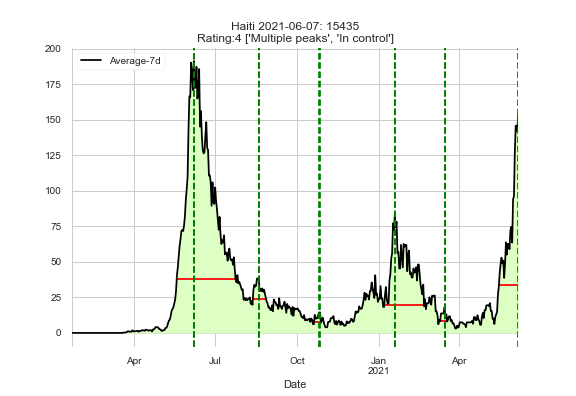 Haiti 2021-06-07: 15435
Rating:4 ['Multiple peaks', 'In control']
200
175
150
125
100
75
50
25
0
Average-7d
Apr
Jul
Oct
Jan
2021
Apr
Date